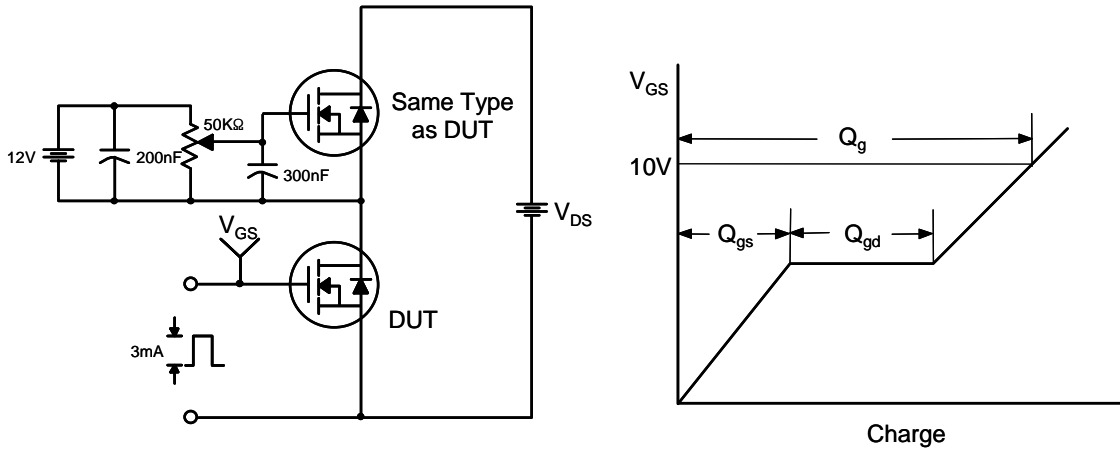 Same Type
as DUT
50KΩ
12V
200nF
300nF
V_GS
V_DS
DUT
3mA
V_GS
Q_g
10V
Q_gs
Q_gd
Charge